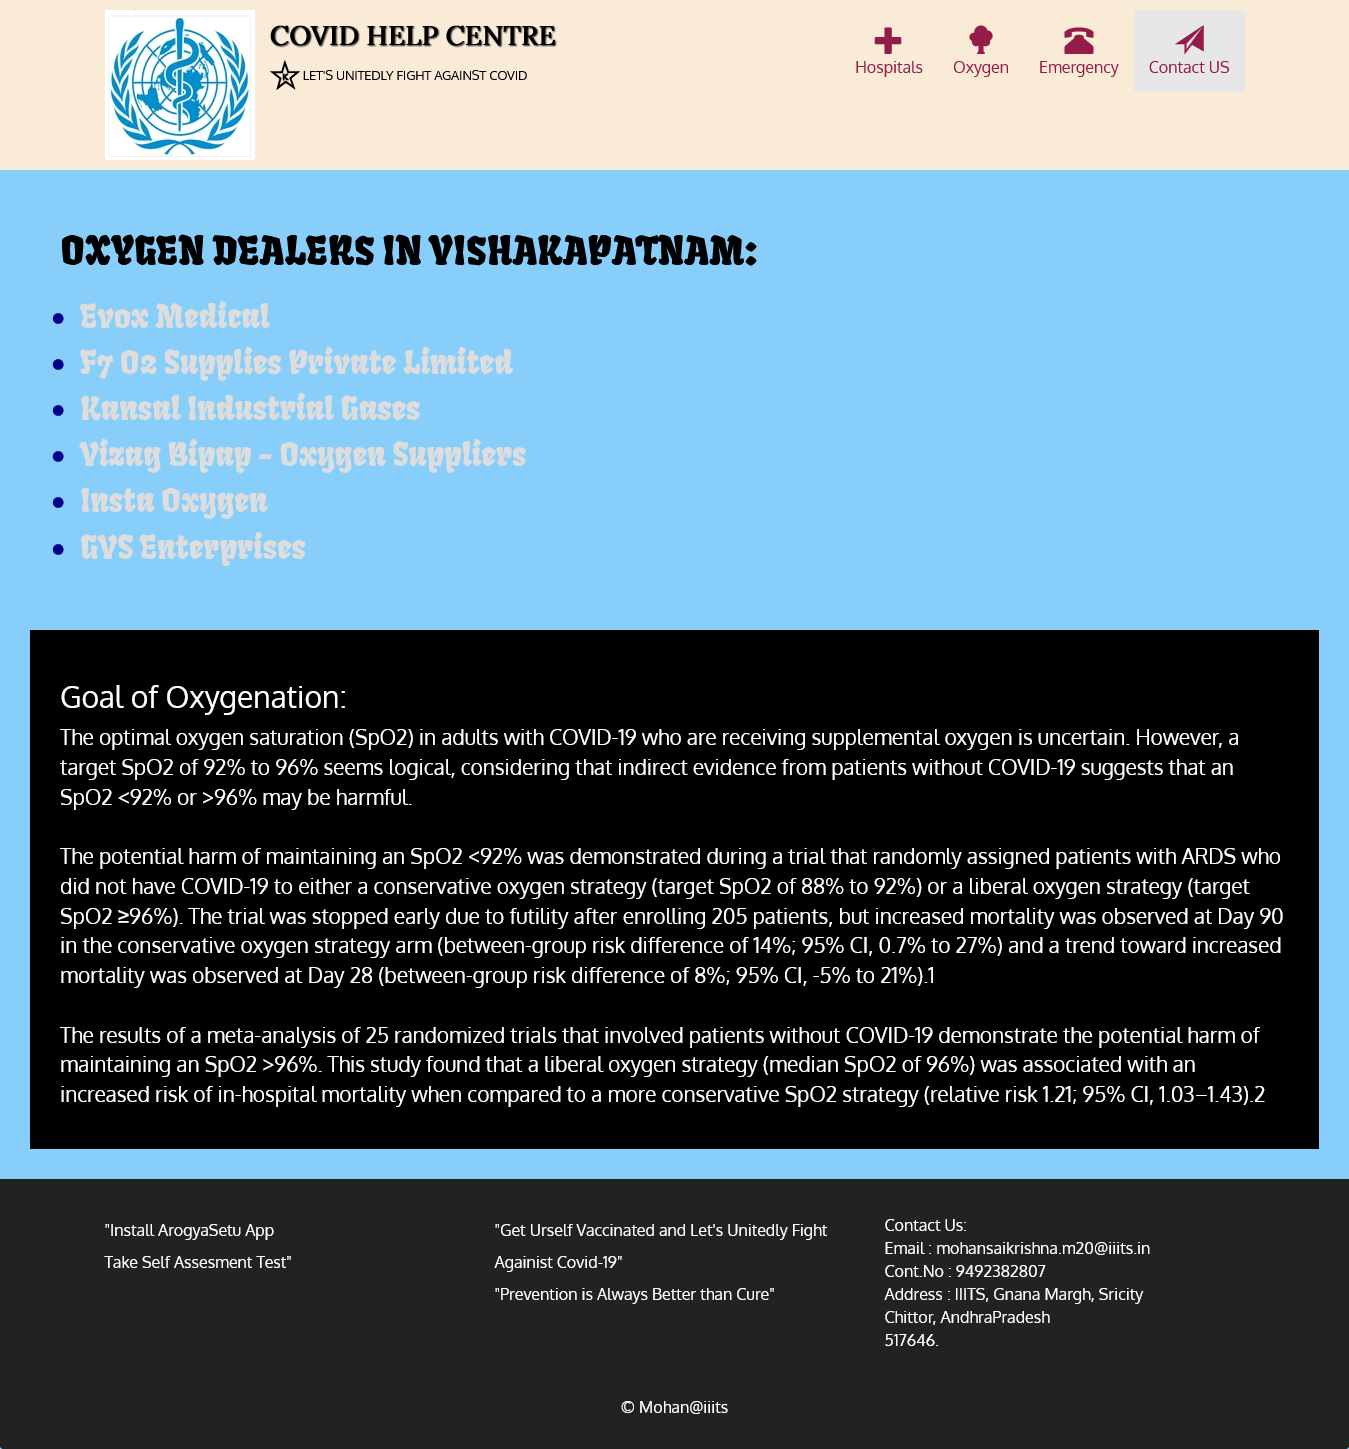 COVID HELP CENTRE
K LET'S UNITEDLY FIGHT AGAINST COVID
Hospitals
Oxygen
Emergency
Contact US
OXYGEN DEALERS IN VISHAKAPATNAM:
Evox Medical
F7 O2 Supplies Private Limited
Kansal Industrial Gases
Vizag Bipap - Oxygen Suppliers
Insta Oxygen
GVS Enterprises
Goal of Oxygenation:
The optimal oxygen saturation (SpO2) in adults with COVID-19 who are receiving supplemental oxygen is uncertain. However, a
target SpO2 of 92% to 96% seems logical, considering that indirect evidence from patients without COVID-19 suggests that an
SpO2 <92% or >96% may be harmful.
The potential harm of maintaining an SpO2 <92% was demonstrated during a trial that randomly assigned patients with ARDS who
did not have COVID-19 to either a conservative oxygen strategy (target SpO2 of 88% to 92%) or a liberal oxygen strategy (target
SpO2 ≥96%). The trial was stopped early due to futility after enrolling 205 patients, but increased mortality was observed at Day 90
in the conservative oxygen strategy arm (between-group risk difference of 14%; 95% CI, 0.7% to 27%) and a trend toward increased
mortality was observed at Day 28 (between-group risk difference of 8%; 95% CI, -5% to 21%).1
The results of a meta-analysis of 25 randomized trials that involved patients without COVID-19 demonstrate the potential harm of
maintaining an SpO2 >96%. This study found that a liberal oxygen strategy (median SpO2 of 96%) was associated with an
increased risk of in-hospital mortality when compared to a more conservative SpO2 strategy (relative risk 1.21; 95% CI, 1.03–1.43).2
"Install ArogyaSetu App
Take Self Assesment Test"
"Get Urself Vaccinated and Let's Unitedly Fight
Againist Covid-19"
"Prevention is Always Better than Cure"
Contact Us:
Email : mohansaikrishna.m20@iiits.in
Cont.No : 9492382807
Address : IIITS, Gnana Margh, Sricity
Chittor, AndhraPradesh
517646.
© Mohan@iiits